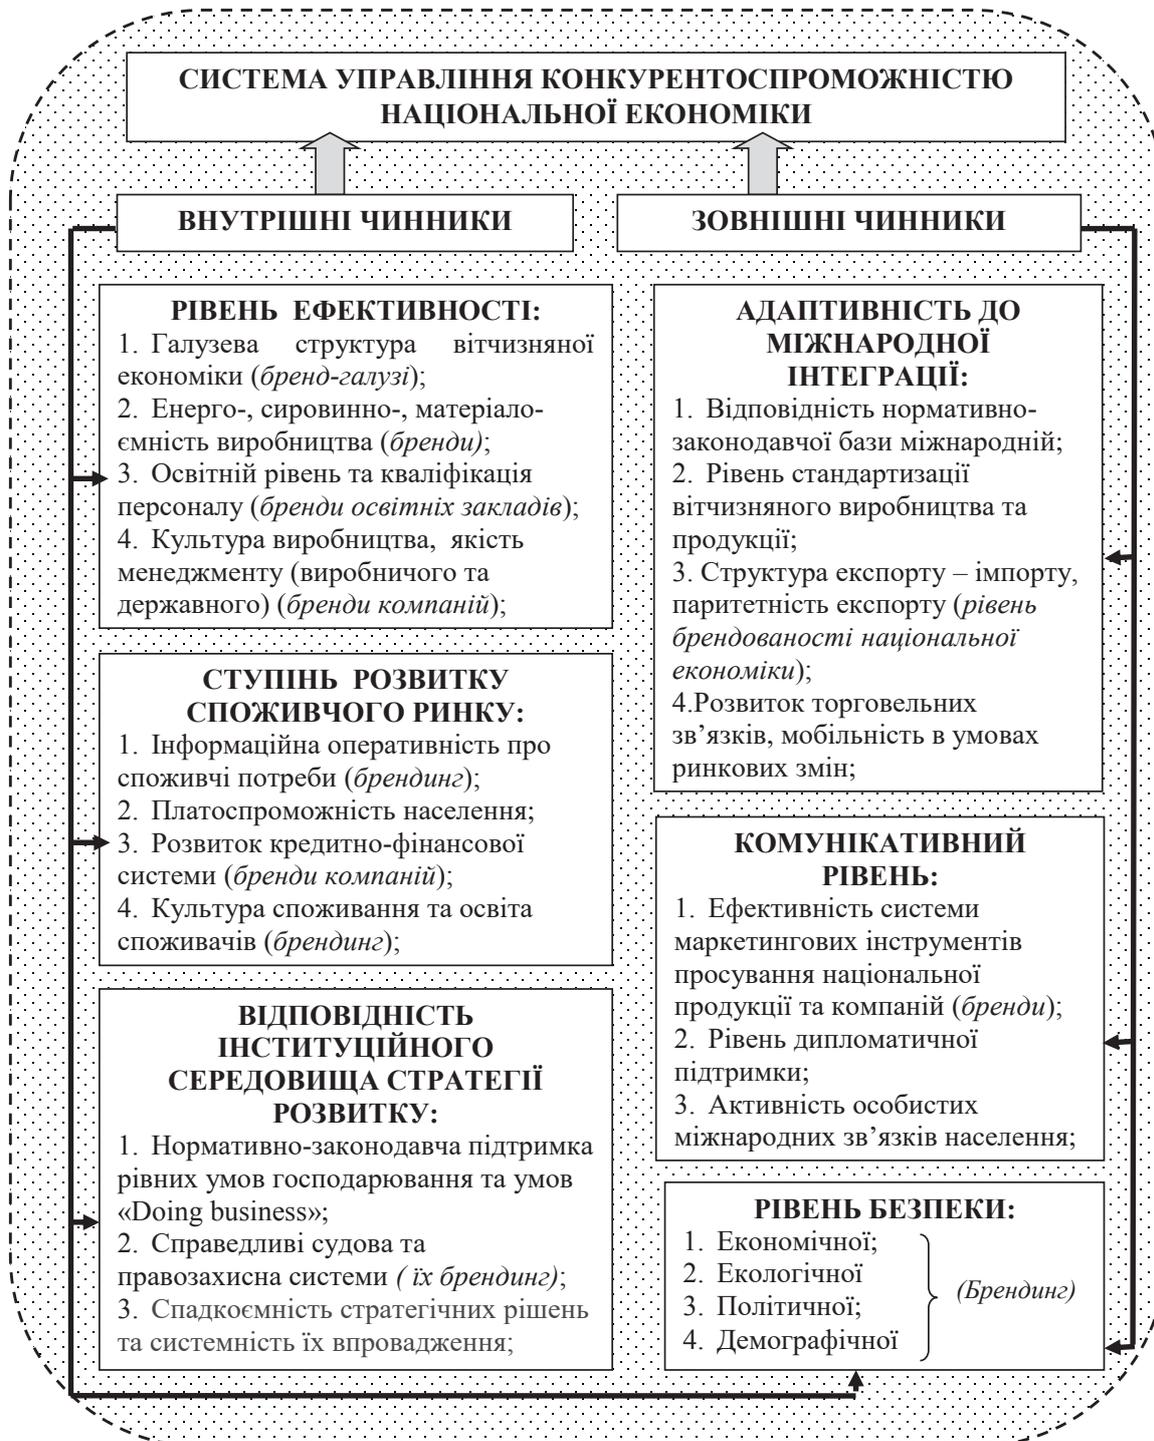 СИСТЕМА УПРАВЛІННЯ КОНКУРЕНТОСПРОМОЖНІСТЮ
НАЦІОНАЛЬНОЇ ЕКОНОМІКИ
ВНУТРІШНІ ЧИННИКИ
ЗОВНІШНІ ЧИННИКИ
РІВЕНЬ ЕФЕКТИВНОСТІ:
1. Галузева структура вітчизняної
економіки (бренд-галузі);
2. Енерго-, сировинно-, матеріало-
ємність виробництва (бренди);
3. Освітній рівень та кваліфікація
персоналу (бренди освітніх закладів);
4. Культура виробництва, якість
менеджменту (виробничого та
державного) (бренди компаній);
СТУПІНЬ РОЗВИТКУ
СПОЖИВЧОГО РИНКУ:
1. Інформаційна оперативність про
споживчі потреби (брендинг);
2. Платоспроможність населення;
3. Розвиток кредитно-фінансової
системи (бренди компаній);
4. Культура споживання та освіта
споживачів (брендинг);
ВІДПОВІДНІСТЬ
ІНСТИТУЦІЙНОГО
СЕРЕДОВИЩА СТРАТЕГІЇ
РОЗВИТКУ:
1. Нормативно-законодавча підтримка
рівних умов господарювання та умов
«Doing business»;
2. Справедливі судова та
правозахисна системи ( їх брендинг);
3. Спадкоємність стратегічних рішень
та системність їх впровадження;
АДАПТИВНІСТЬ ДО
МІЖНАРОДНОЇ
ІНТЕГРАЦІЇ:
1. Відповідність нормативно-
законодавчої бази міжнародній;
2. Рівень стандартизації
вітчизняного виробництва та
продукції;
3. Структура експорту – імпорту,
паритетність експорту (рівень
брендованості національної
економіки);
4.Розвиток торговельних
зв’язків, мобільність в умовах
ринкових змін;
КОМУНІКАТИВНИЙ
РІВЕНЬ:
1. Ефективність системи
маркетингових інструментів
просування національної
продукції та компаній (бренди);
2. Рівень дипломатичної
підтримки;
3. Активність особистих
міжнародних зв’язків населення;
РІВЕНЬ БЕЗПЕКИ:
1. Економічної;
2. Екологічної
3. Політичної;
4. Демографічної
(Брендинг)